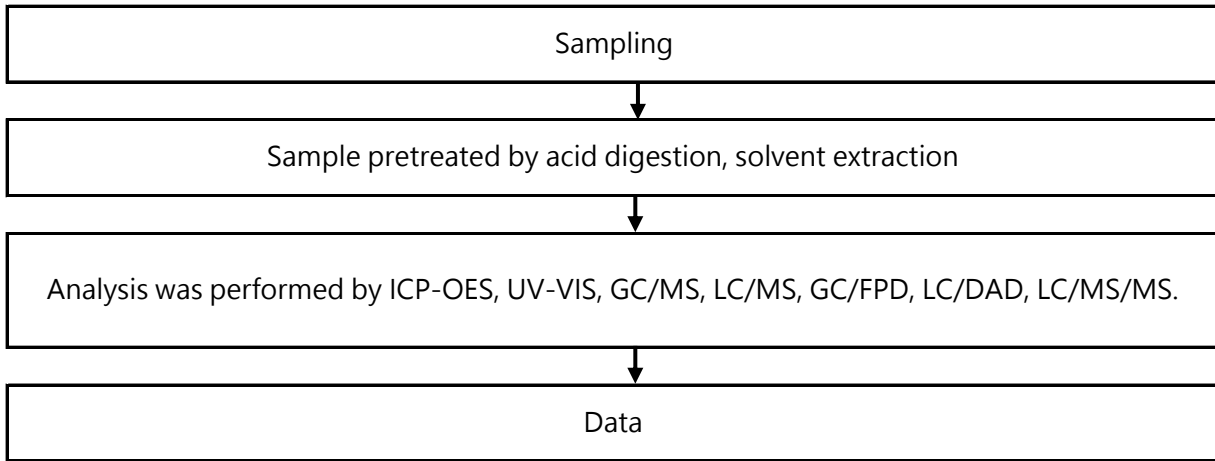 Sampling
Sample pretreated by acid digestion, solvent extraction
Analysis was performed by ICP-OES, UV-VIS, GC/MS, LC/MS, GC/FPD, LC/DAD, LC/MS/MS.
Data